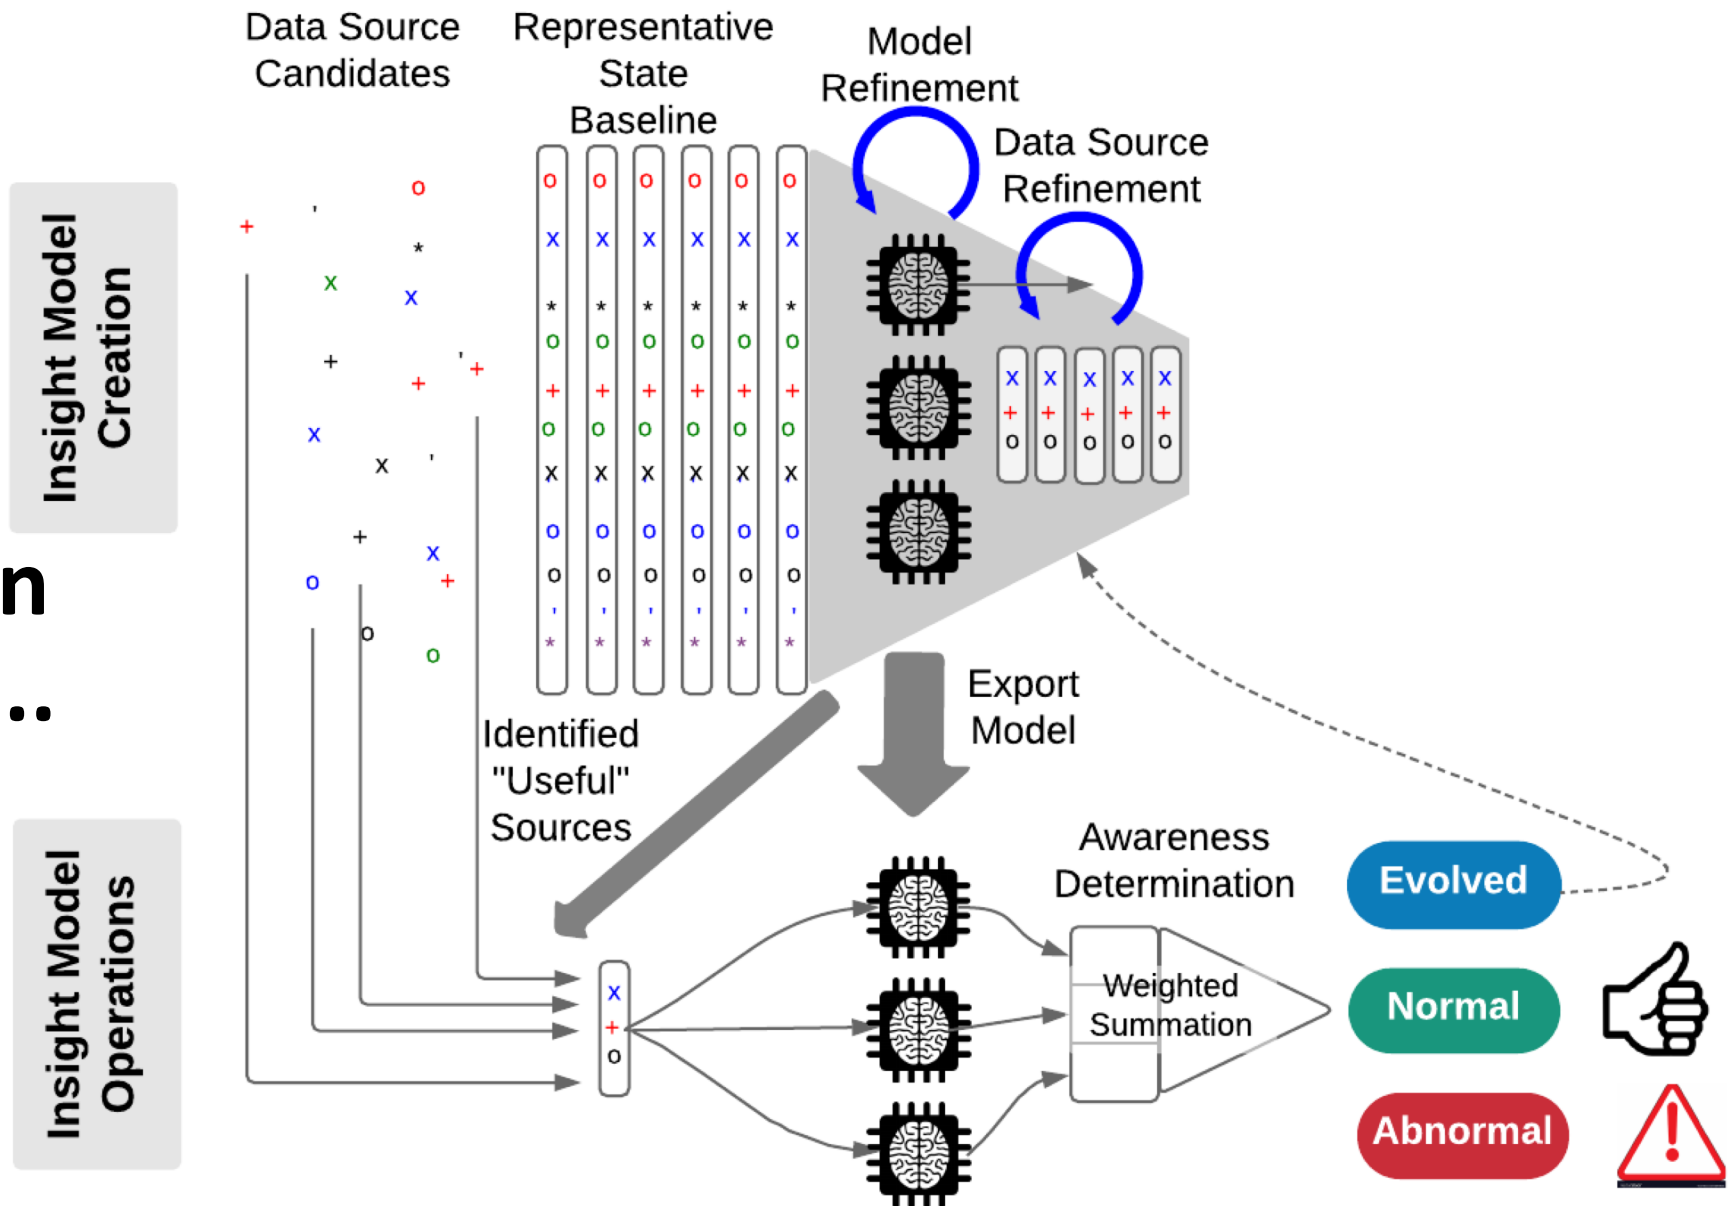 Data Source
Candidates
Representative
State
Baseline
Model
Refinement
Data Source
Refinement
Insight Model
Creation
n
..
Identified
"Useful"
Sources
Export
Model
Insight Model
Operations
Awareness
Determination
Weighted
Summation
Evolved
Normal
Abnormal